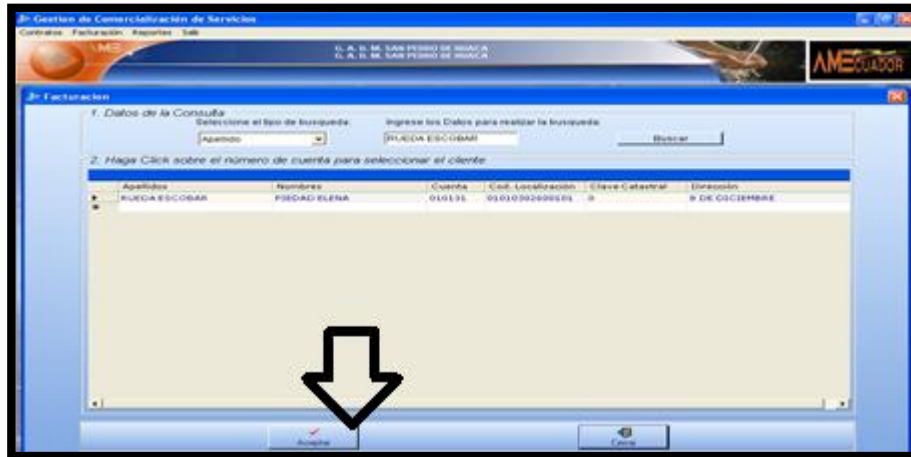 Gestion de Comercialización de Servicios
Contratos Facturación Reportes Salir
AME
G. A. D. M. SAN PEDRO DE HUACA
G. A. D. M. SAN PEDRO DE HUACA
AMECUADOR
Facturacion
1. Datos de la Consulta
Seleccione el tipo de busqueda: Ingrese los Datos para realizar la busqueda:
Apellido RUEDA ESCOBAR Buscar
2. Haga Click sobre el número de cuenta para seleccionar el cliente
Apellidos Nombres Cuenta Cod. Localización Clave Catastral Dirección
RUEDA ESCOBAR PIEDAD ELENA 010131 0 8 DE DICIEMBRE
Aceptar Cerrar